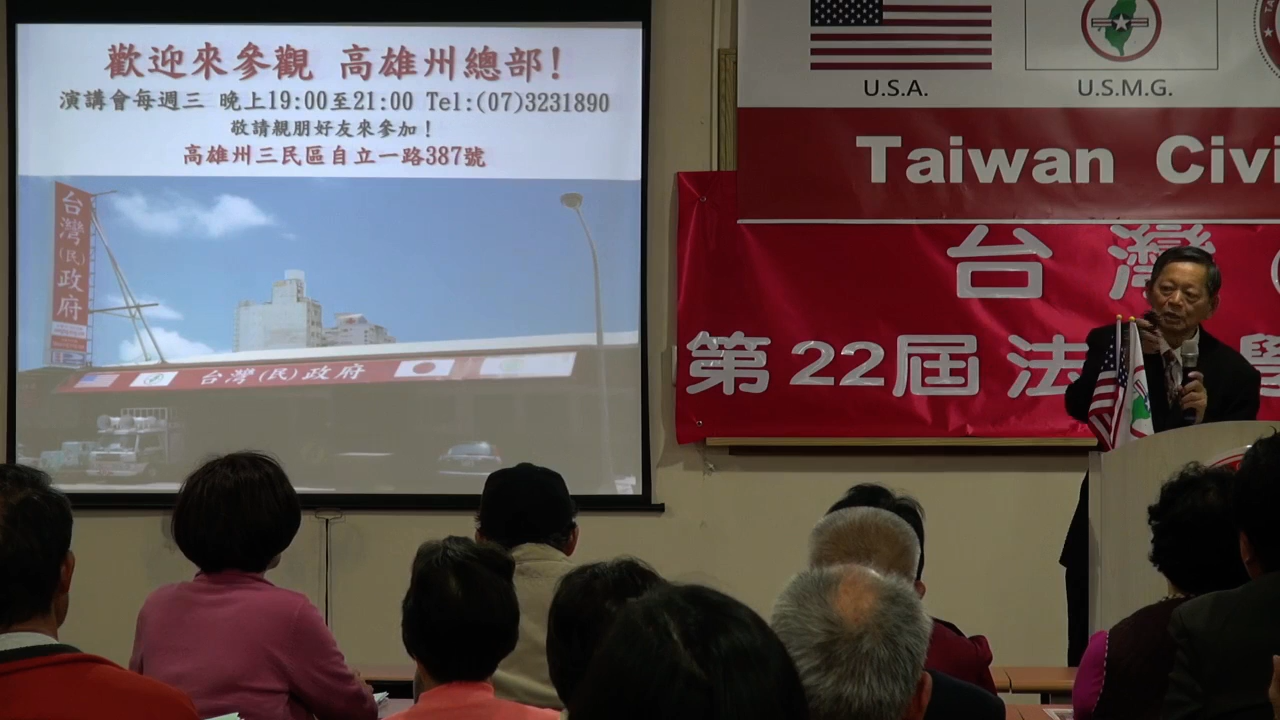 歡迎來參觀 高雄州總部!
演講會每週三 晚上19:00至21:00 Tel:(07)3231890
敬請親朋好友來參加!
高雄州三民區自立一路387號
台灣(民)政府
台灣(民)政府
U.S.A.
U.S.M.G.
Taiwan Civi
台灣
第22屆法